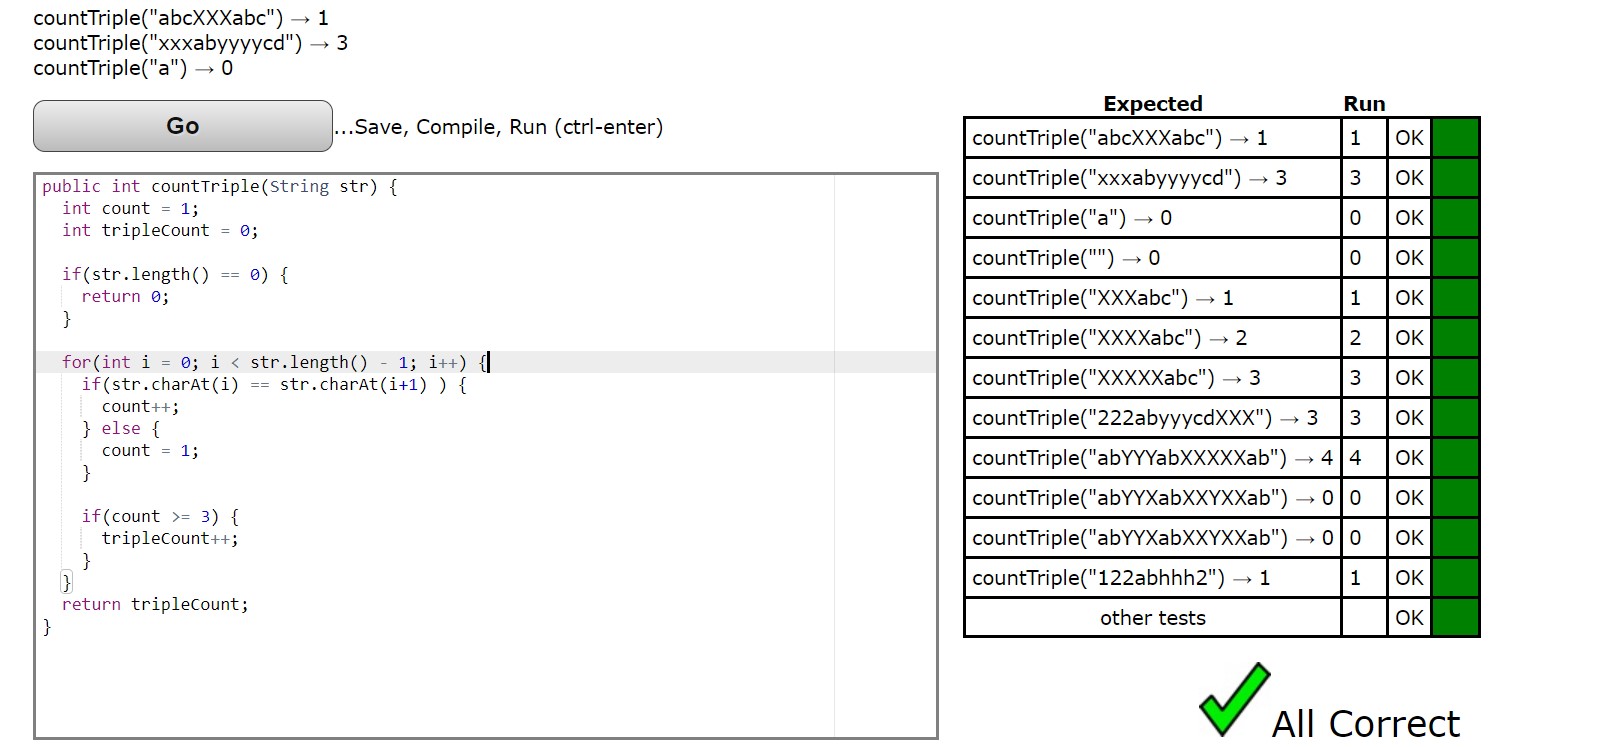 countTriple("abcXXXabc") → 1
countTriple("xxxabyyyycd") → 3
countTriple("a") → 0
Go
...Save, Compile, Run (ctrl-enter)
public int countTriple(String str) {
  int count = 1;
  int tripleCount = 0;

  if(str.length() == 0) {
    return 0;
  }

  for(int i = 0; i < str.length() - 1; i++) {
    if(str.charAt(i) == str.charAt(i+1) ) {
      count++;
    } else {
      count = 1;
    }

    if(count >= 3) {
      tripleCount++;
    }
  }
  return tripleCount;
}
Expected Run
countTriple("abcXXXabc") → 1 1 OK
countTriple("xxxabyyyycd") → 3 3 OK
countTriple("a") → 0 0 OK
countTriple("") → 0 0 OK
countTriple("XXXabc") → 1 1 OK
countTriple("XXXXabc") → 2 2 OK
countTriple("XXXXXabc") → 3 3 OK
countTriple("222abyyycdXXX") → 3 3 OK
countTriple("abYYYabXXXXXab") → 4 4 OK
countTriple("abYYXabXXYXXab") → 0 0 OK
countTriple("abYYXabXXYXXab") → 0 0 OK
countTriple("122abhhh2") → 1 1 OK
other tests OK
All Correct